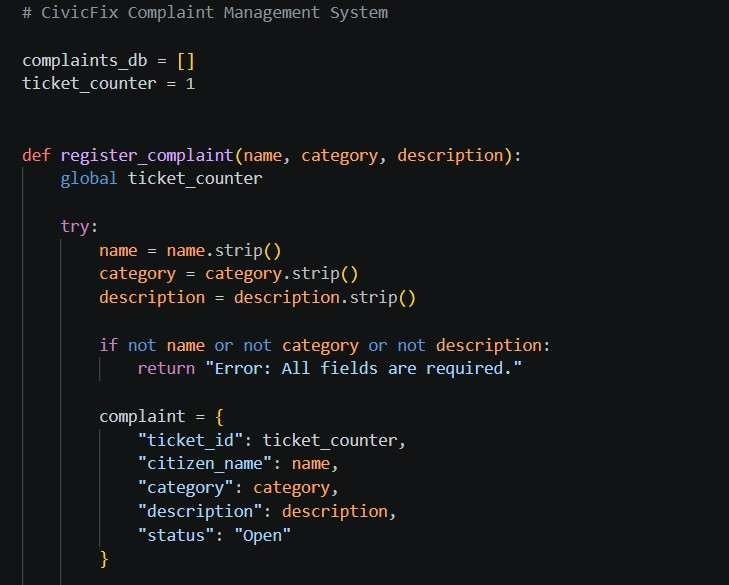 # CivicFix Complaint Management System
complaints_db = []
ticket_counter = 1
def register_complaint(name, category, description):
    global ticket_counter
    try:
        name = name.strip()
        category = category.strip()
        description = description.strip()
        if not name or not category or not description:
            return "Error: All fields are required."
        complaint = {
            "ticket_id": ticket_counter,
            "citizen_name": name,
            "category": category,
            "description": description,
            "status": "Open"
        }